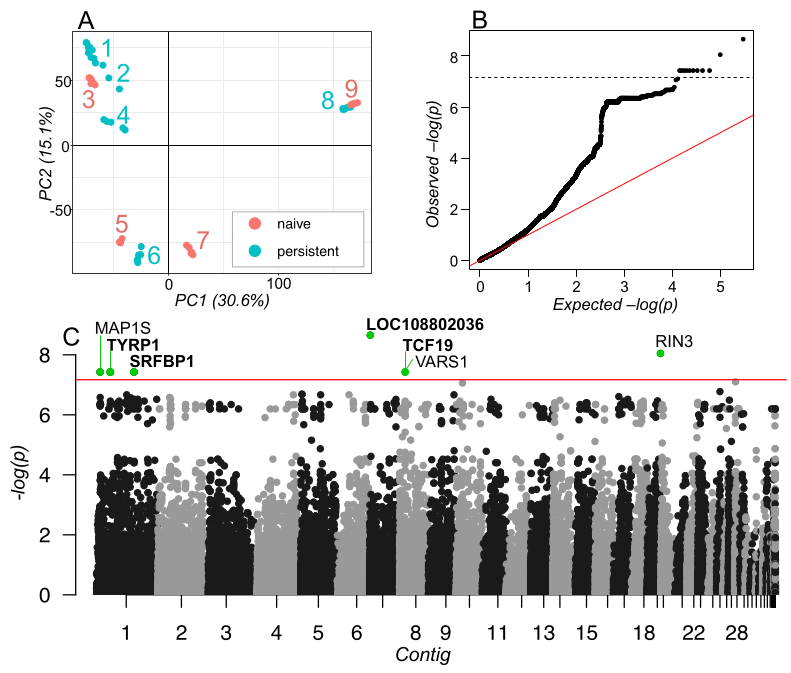 A
1
2
3
4
5
6
7
8
9
50
0
-50
0
100
PC2 (15.1%)
PC1 (30.6%)
naive
persistent
B
8
6
4
2
0
0
1
2
3
4
5
Observed –log(p)
Expected –log(p)
C
MAP1S
TYRP1
SRFBP1
LOC108802036
TCF19
VARS1
RIN3
8
6
4
2
0
-log(p)
1
2
3
4
5
6
8
9
11
13
15
18
22
28
Contig